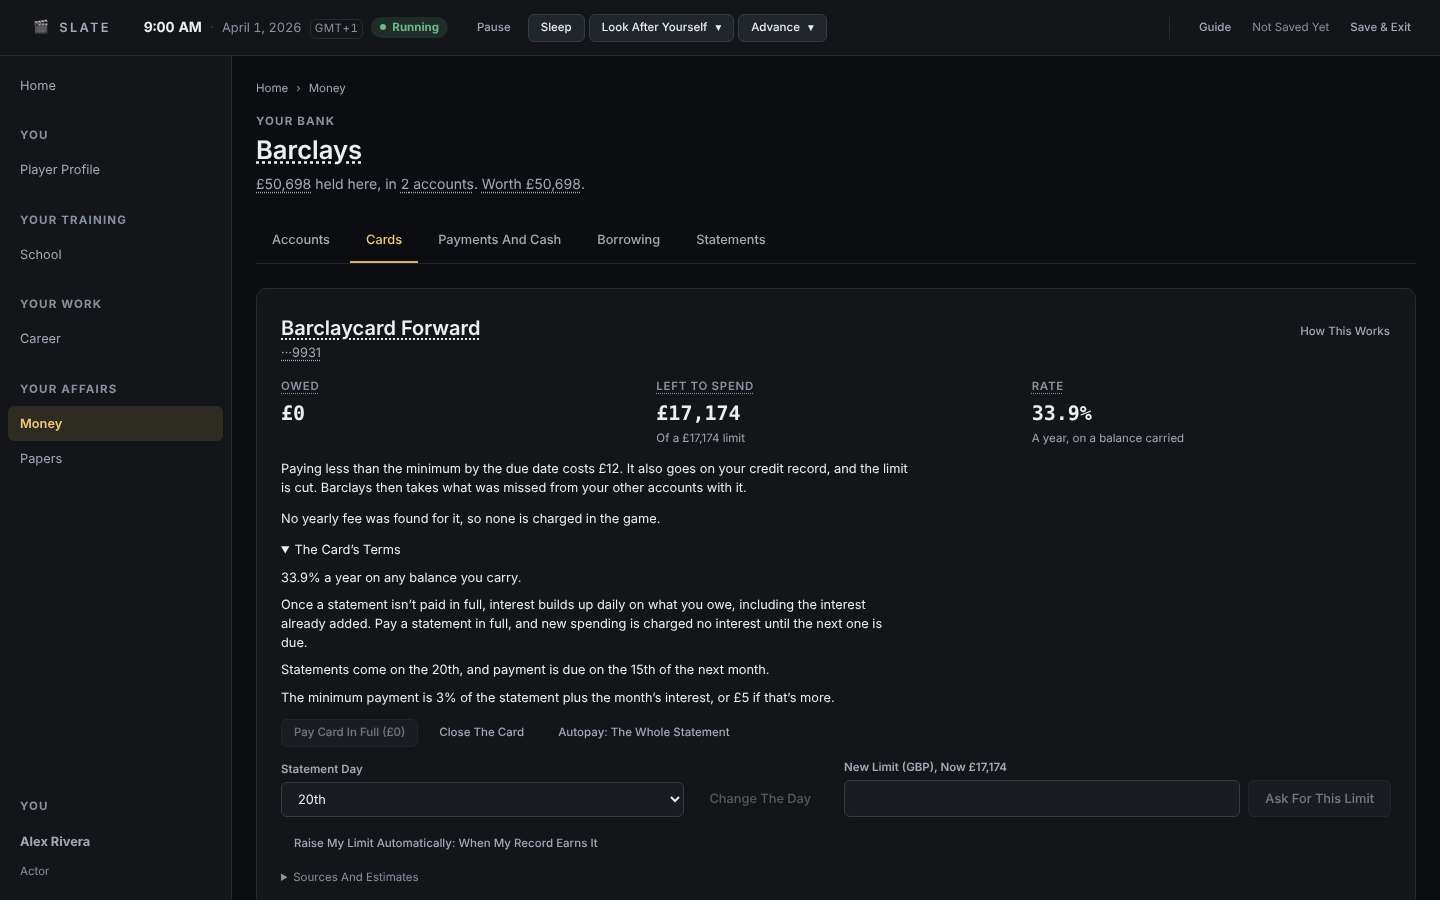 SLATE
9:00 AM · April 1, 2026 GMT+1 Running
Pause
Sleep
Look After Yourself ▾
Advance ▾
Guide
Not Saved Yet
Save & Exit
Home
YOU
Player Profile
YOUR TRAINING
School
YOUR WORK
Career
YOUR AFFAIRS
Money
Papers
YOU
Alex Rivera
Actor
Home › Money
YOUR BANK
Barclays
£50,698 held here, in 2 accounts. Worth £50,698.
Accounts
Cards
Payments And Cash
Borrowing
Statements
Barclaycard Forward
How This Works
···9931
OWED
£0
LEFT TO SPEND
£17,174
Of a £17,174 limit
RATE
33.9%
A year, on a balance carried
Paying less than the minimum by the due date costs £12. It also goes on your credit record, and the limit
is cut. Barclays then takes what was missed from your other accounts with it.
No yearly fee was found for it, so none is charged in the game.
▼ The Card’s Terms
33.9% a year on any balance you carry.
Once a statement isn’t paid in full, interest builds up daily on what you owe, including the interest
already added. Pay a statement in full, and new spending is charged no interest until the next one is
due.
Statements come on the 20th, and payment is due on the 15th of the next month.
The minimum payment is 3% of the statement plus the month’s interest, or £5 if that’s more.
Pay Card In Full (£0)
Close The Card
Autopay: The Whole Statement
Statement Day
20th
Change The Day
New Limit (GBP), Now £17,174
Ask For This Limit
Raise My Limit Automatically: When My Record Earns It
▶ Sources And Estimates